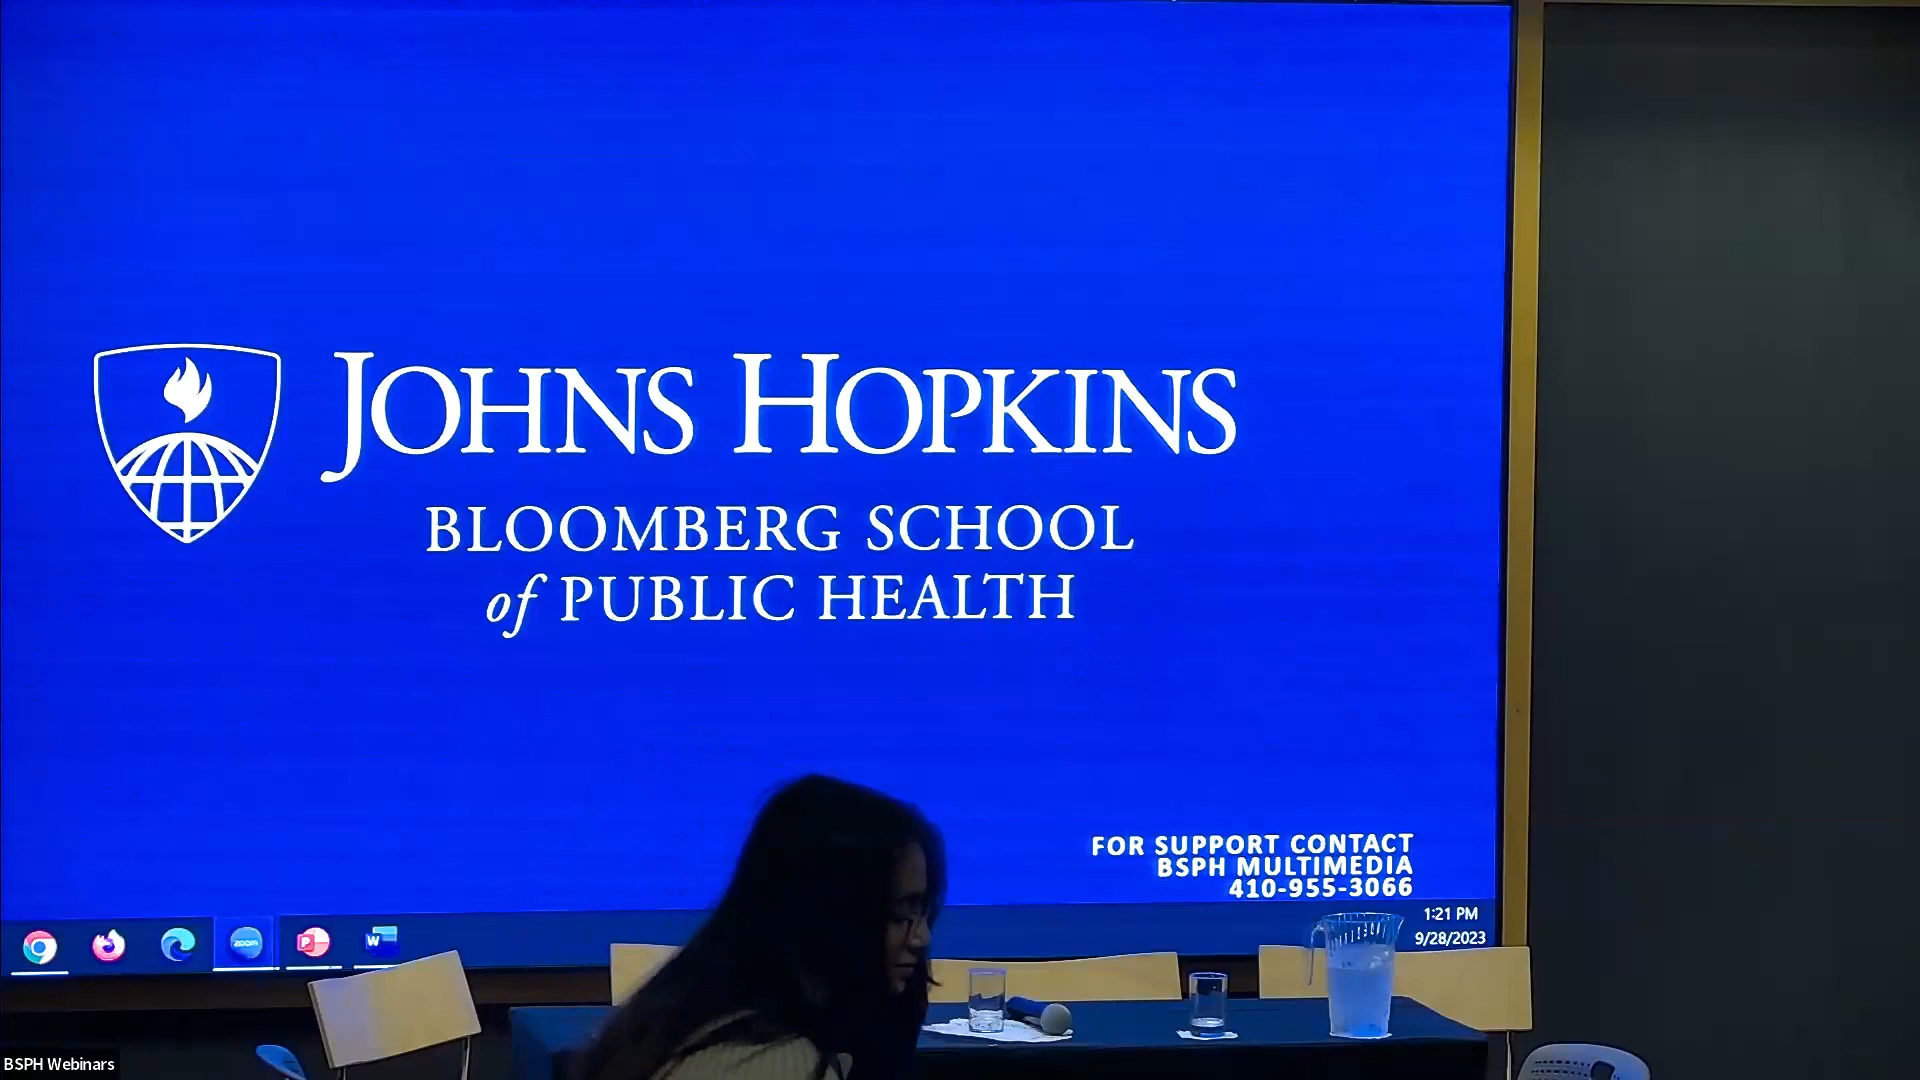 JOHNS HOPKINS
BLOOMBERG SCHOOL
of PUBLIC HEALTH
FOR SUPPORT CONTACT
BSPH MULTIMEDIA
410-955-3066
1:21 PM
9/28/2023
zoom
P
W
BSPH Webinars